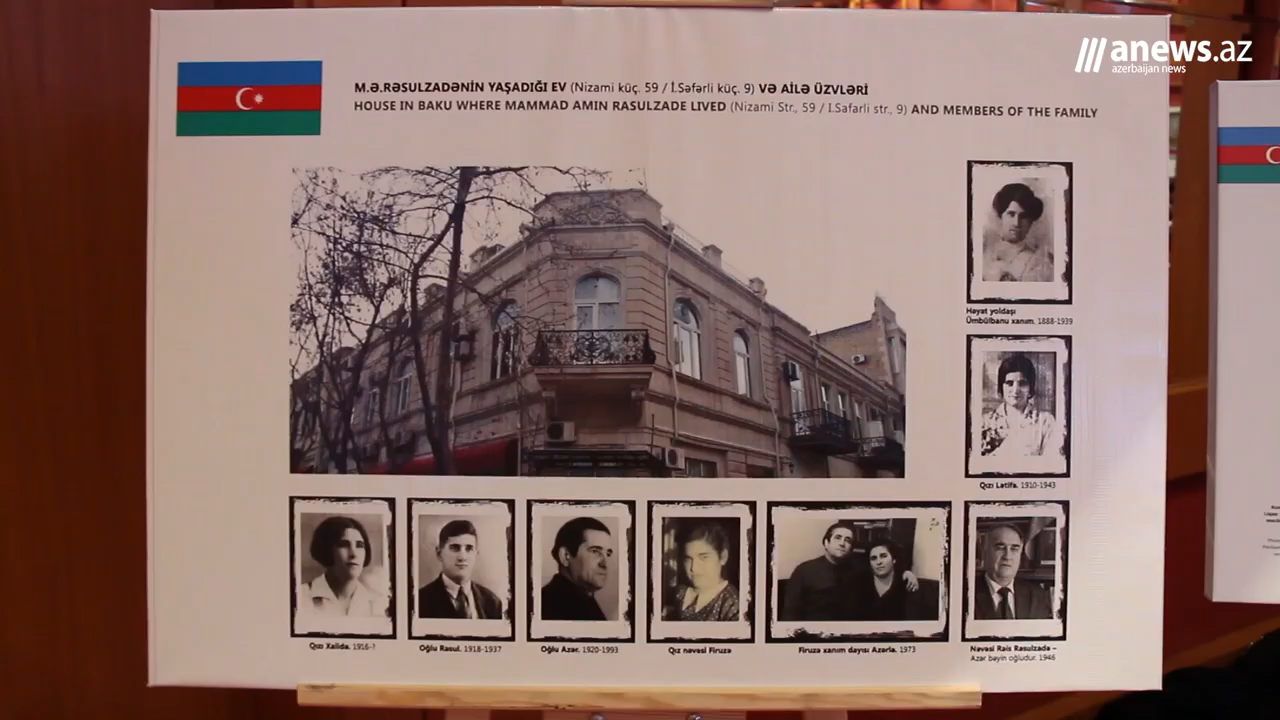 anews.az
azerbaijan news
M.Ə.RƏSULZADƏNİN YAŞADIĞI EV (Nizami küç. 59 / İ.Səfərli küç. 9) VƏ AİLƏ ÜZVLƏRİ
HOUSE IN BAKU WHERE MAMMAD AMIN RASULZADE LIVED (Nizami Str., 59 / I.Safarli str., 9) AND MEMBERS OF THE FAMILY
Həyat yoldaşı
Ümbülbanu xanım. 1888-1939
Qızı Lətifə. 1910-1943
Qızı Xalidə. 1916-?
Oğlu Rəsul. 1918-1937
Oğlu Azər. 1920-1993
Qız nəvəsi Firuzə
Firuzə xanım dayısı Azərlə. 1973
Nəvəsi Rəis Rəsulzadə –
Azər bəyin oğludur. 1946